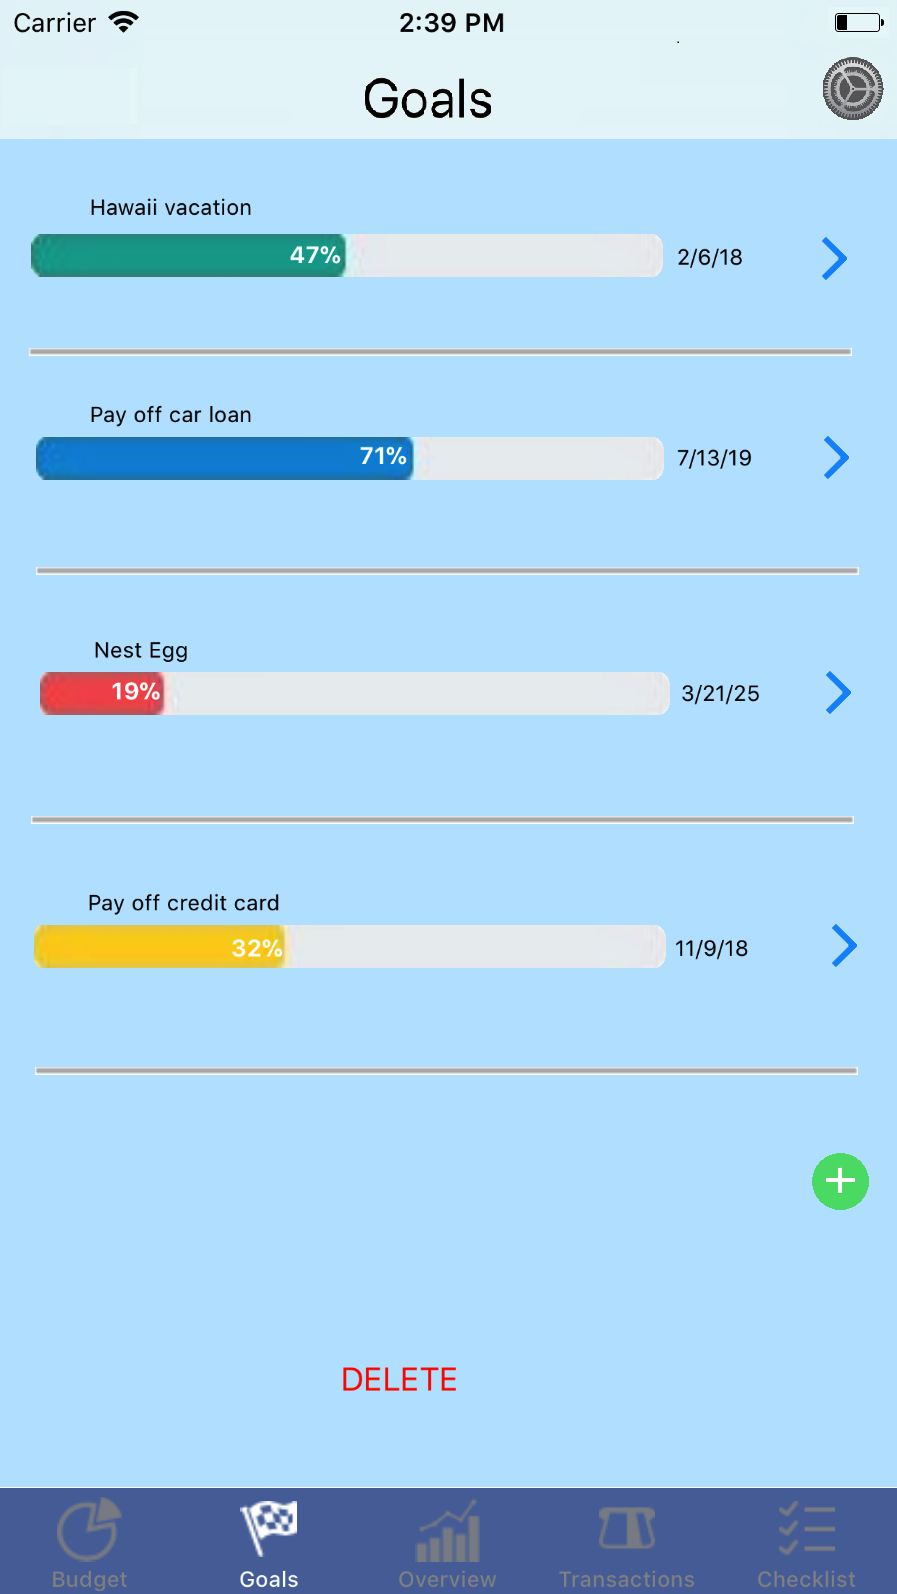 Carrier 2:39 PM
Goals
Hawaii vacation
47% 2/6/18
Pay off car loan
71% 7/13/19
Nest Egg
19% 3/21/25
Pay off credit card
32% 11/9/18
DELETE
Budget Goals Overview Transactions Checklist